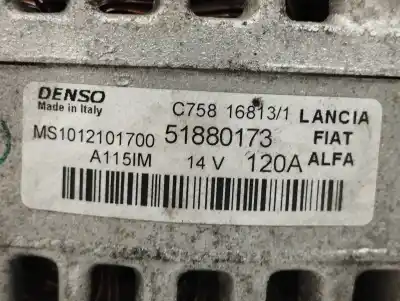 DENSO
Made in Italy
C758 16813/1 LANCIA
MS1012101700 51880173 FIAT
A115IM 14 V 120A ALFA